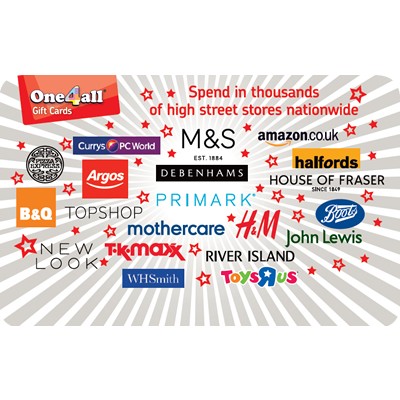 One4all
Gift Cards
Spend in thousands
of high street stores nationwide
Currys PC World
M&S
EST. 1884
amazon.co.uk
PIZZA EXPRESS
Argos
DEBENHAMS
halfords
HOUSE OF FRASER
SINCE 1849
B&Q
TOPSHOP
PRIMARK
Boots
mothercare
H&M
John Lewis
NEW
LOOK
T·K·maxx
RIVER ISLAND
WHSmith
ToysRus